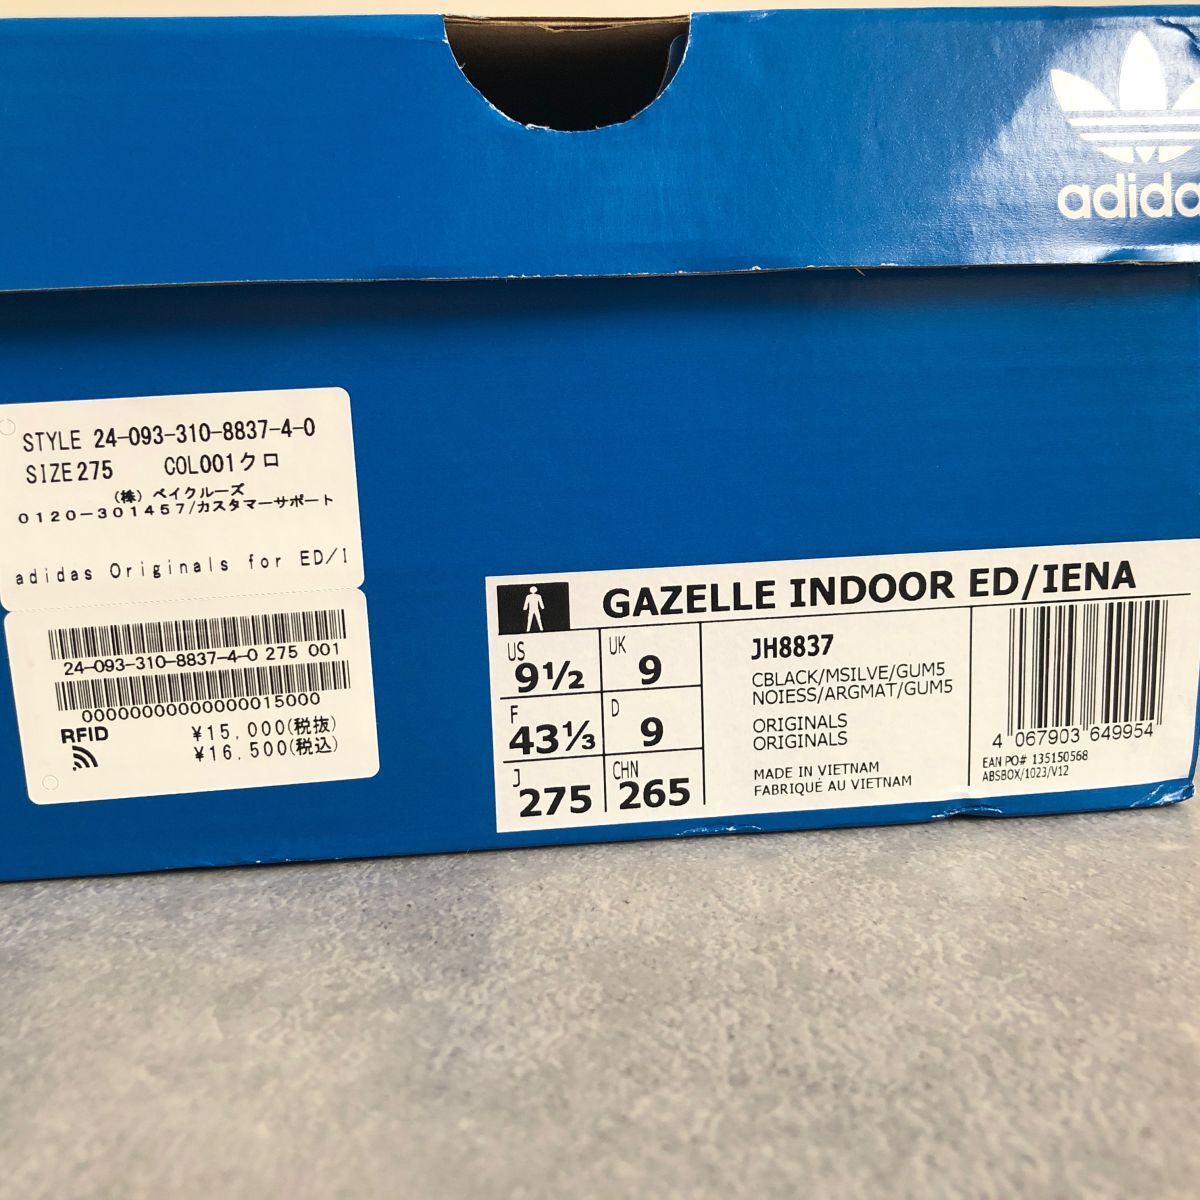 adidas
STYLE 24-093-310-8837-4-0
SIZE275 COL001クロ
(株)ベイクルーズ
0120-301457/カスタマーサポート
adidas Originals for ED/I
24-093-310-8837-4-0 275 001
RFID
¥15,000(税抜)
¥16,500(税込)
GAZELLE INDOOR ED/IENA
US 9½
UK 9
F 43⅓
D 9
J 275
CHN 265
JH8837
CBLACK/MSILVE/GUM5
NOIESS/ARGMAT/GUM5
ORIGINALS
ORIGINALS
MADE IN VIETNAM
FABRIQUÉ AU VIETNAM
4 067903 649954
EAN PO# 135150568
ABSBOX/1023/V12